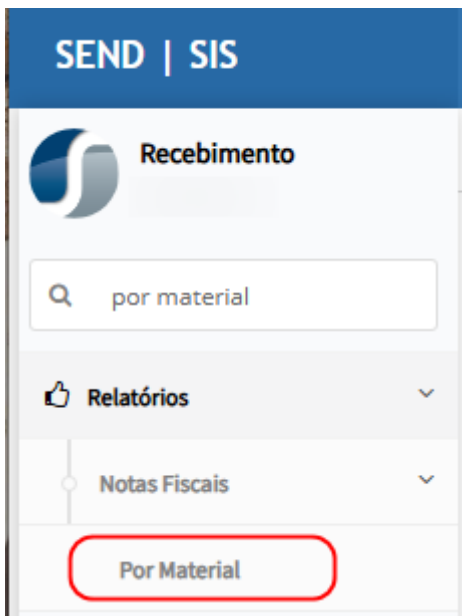 SEND | SIS
Recebimento
por material
Relatórios
Notas Fiscais
Por Material